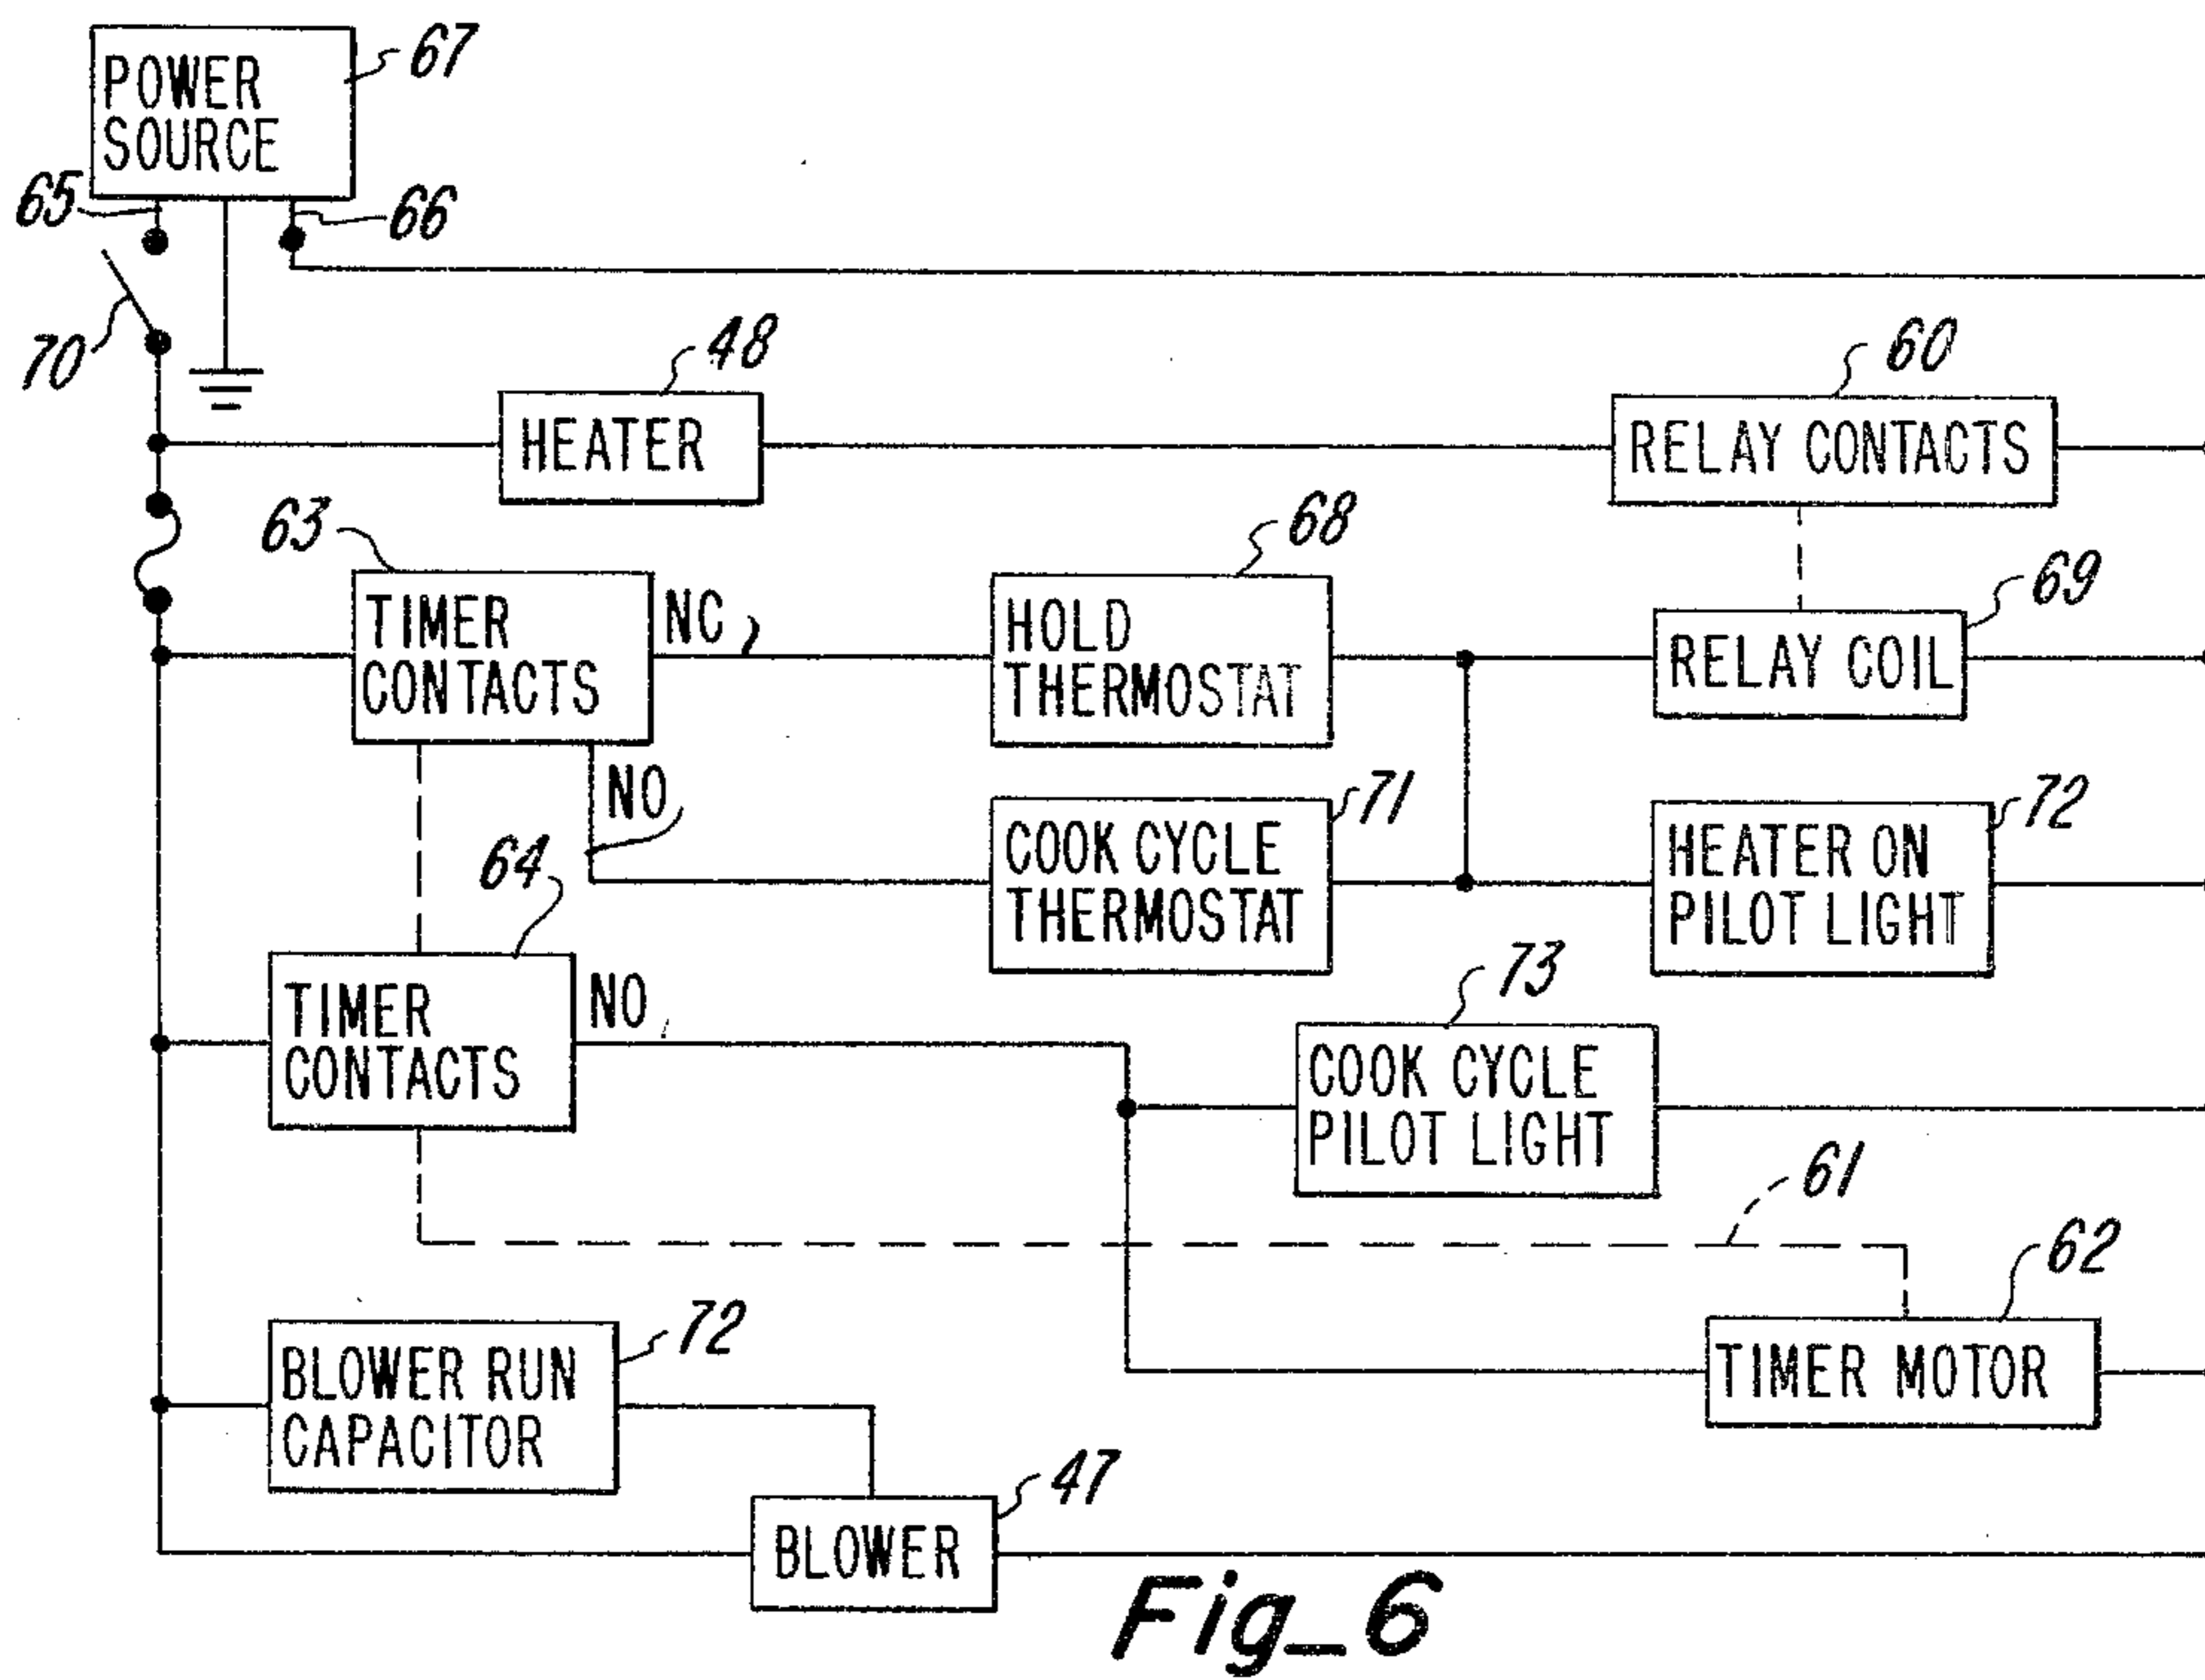 67
POWER
SOURCE
65
66
70
48
HEATER
60
RELAY CONTACTS
63
TIMER
CONTACTS
NC
68
HOLD
THERMOSTAT
69
RELAY COIL
NO
71
COOK CYCLE
THERMOSTAT
72
HEATER ON
PILOT LIGHT
64
TIMER
CONTACTS
NO
73
COOK CYCLE
PILOT LIGHT
61
62
TIMER MOTOR
72
BLOWER RUN
CAPACITOR
47
BLOWER
Fig_6